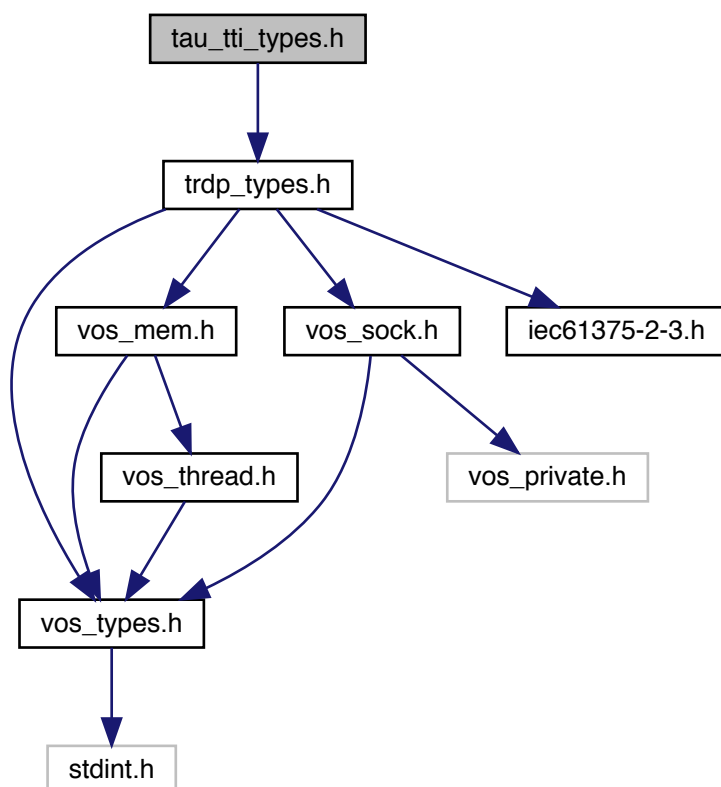 tau_tti_types.h
trdp_types.h
vos_mem.h
vos_sock.h
iec61375-2-3.h
vos_thread.h
vos_private.h
vos_types.h
stdint.h